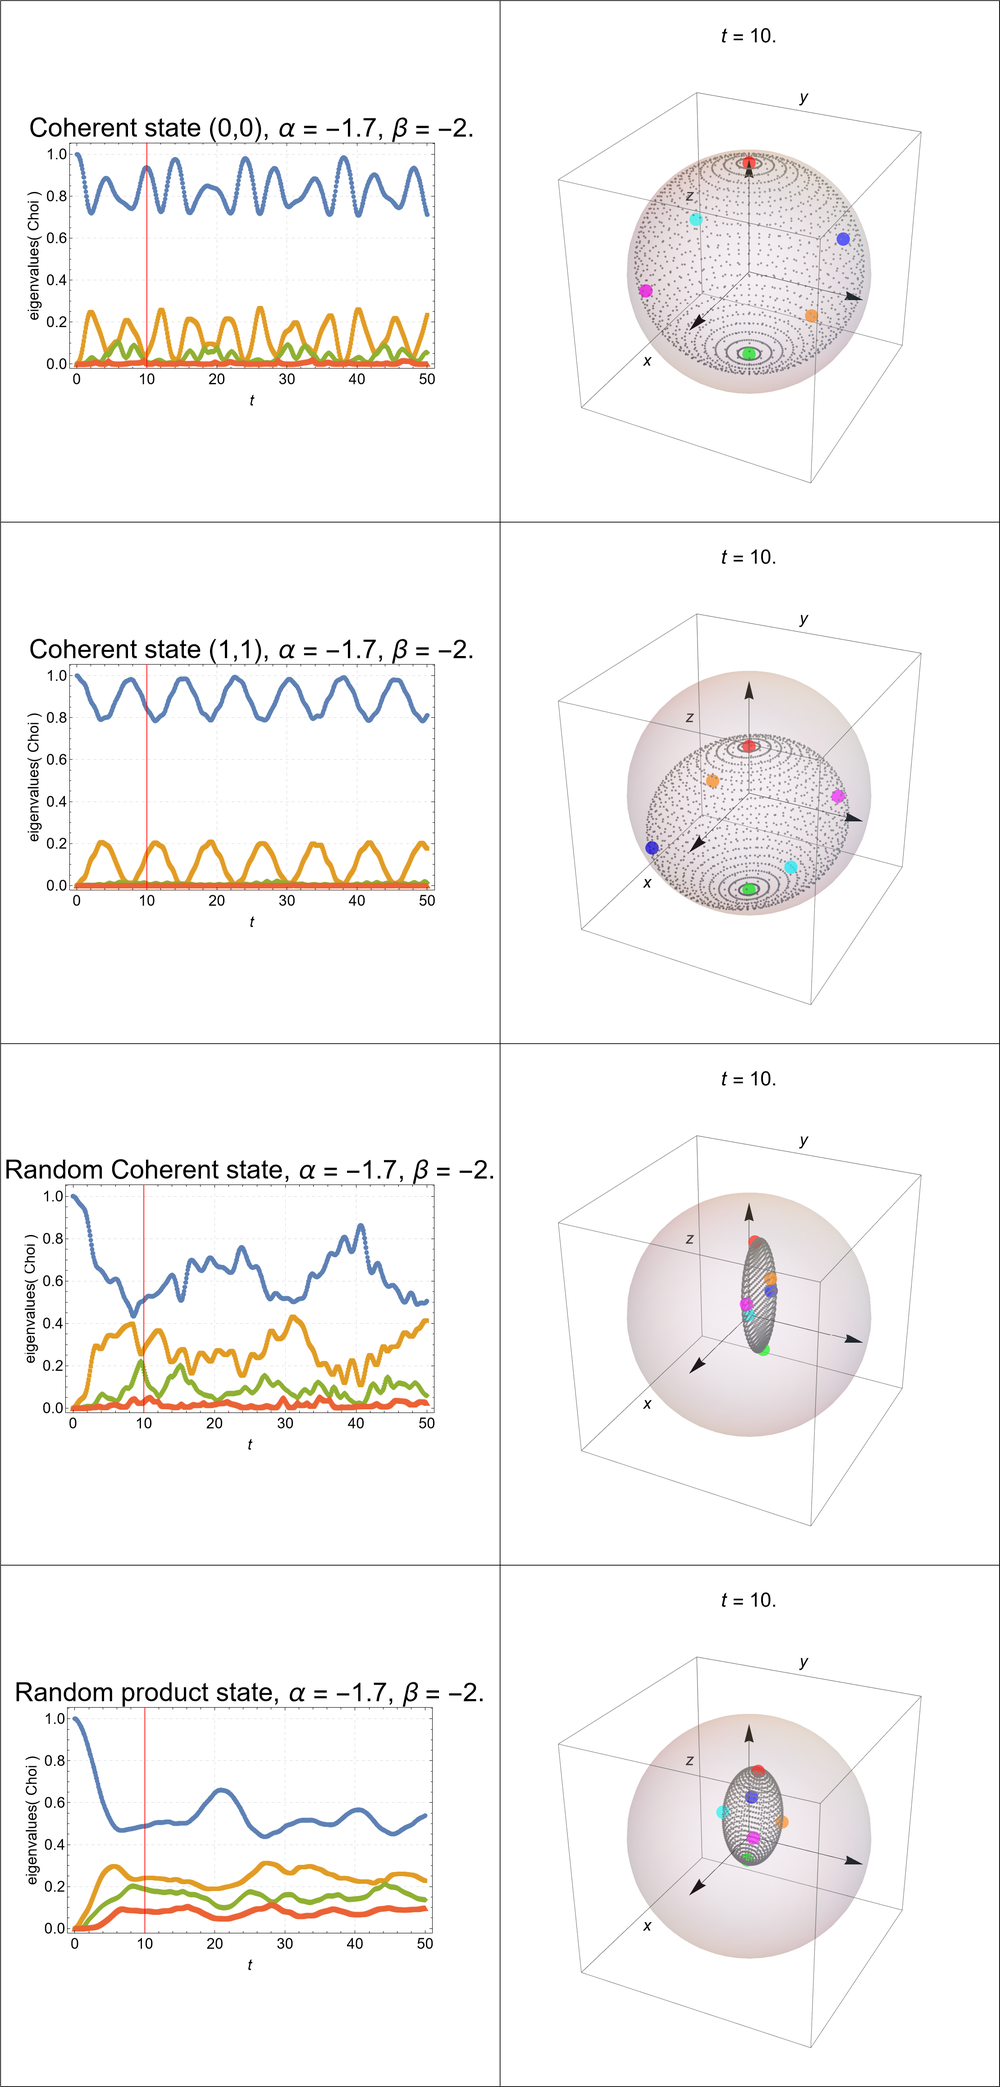 Coherent state (0,0), α = −1.7, β = −2.
eigenvalues( Choi )
1.0
0.8
0.6
0.4
0.2
0.0
0 10 20 30 40 50
t
t = 10.
y
z
x
Coherent state (1,1), α = −1.7, β = −2.
eigenvalues( Choi )
1.0
0.8
0.6
0.4
0.2
0.0
0 10 20 30 40 50
t
t = 10.
y
z
x
Random Coherent state, α = −1.7, β = −2.
eigenvalues( Choi )
1.0
0.8
0.6
0.4
0.2
0.0
0 10 20 30 40 50
t
t = 10.
y
z
x
Random product state, α = −1.7, β = −2.
eigenvalues( Choi )
1.0
0.8
0.6
0.4
0.2
0.0
0 10 20 30 40 50
t
t = 10.
y
z
x